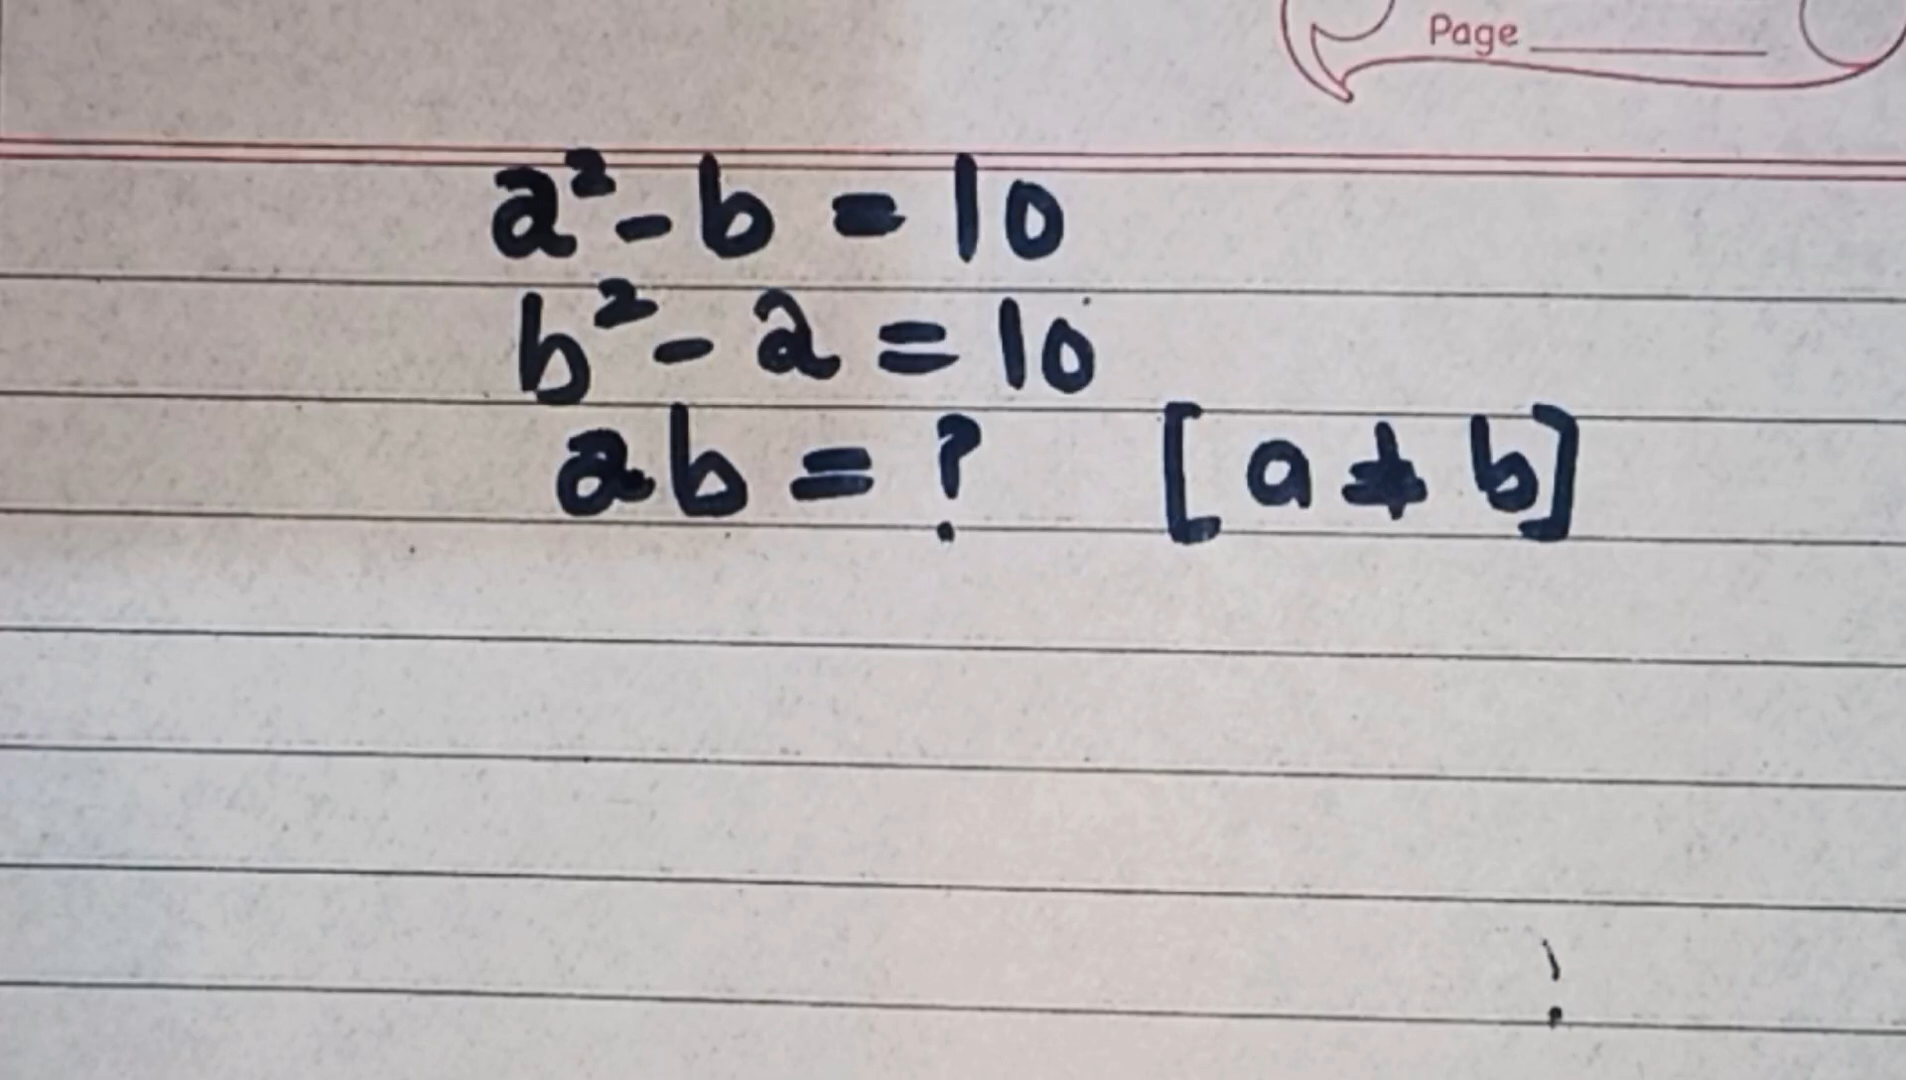 Page
a² - b = 10
b² - a = 10
ab = ? [a ≠ b]